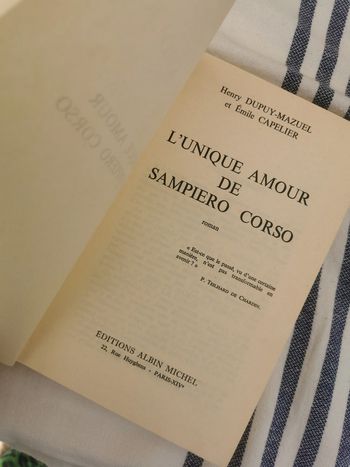 Henry DUPUY-MAZUEL
et Émile CAPELIER
L'UNIQUE AMOUR
DE
SAMPIERO CORSO
roman
« Est-ce que le passé, vu d'une certaine
manière, n'est pas transformable en
avenir ? »
P. TEILHARD DE CHARDIN.
EDITIONS ALBIN MICHEL
22, Rue Huyghens - PARIS-XIVᵉ